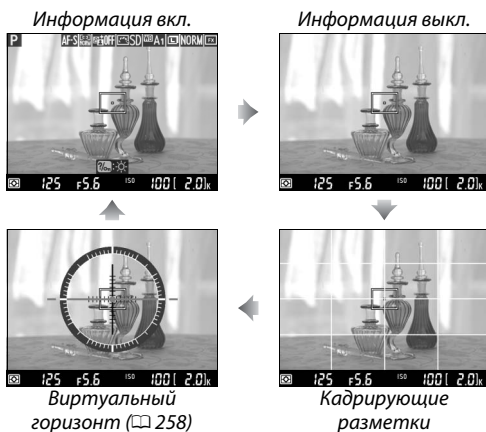 Информация вкл.
Информация выкл.
P AF-S OFF SD A1 L NORM FX
125 F5.6 ISO 100 [ 2.0]K
125 F5.6 ISO 100 [ 2.0]K
125 F5.6 ISO 100 [ 2.0]K
125 F5.6 ISO 100 [ 2.0]K
Виртуальный
горизонт (258)
Кадрирующие
разметки